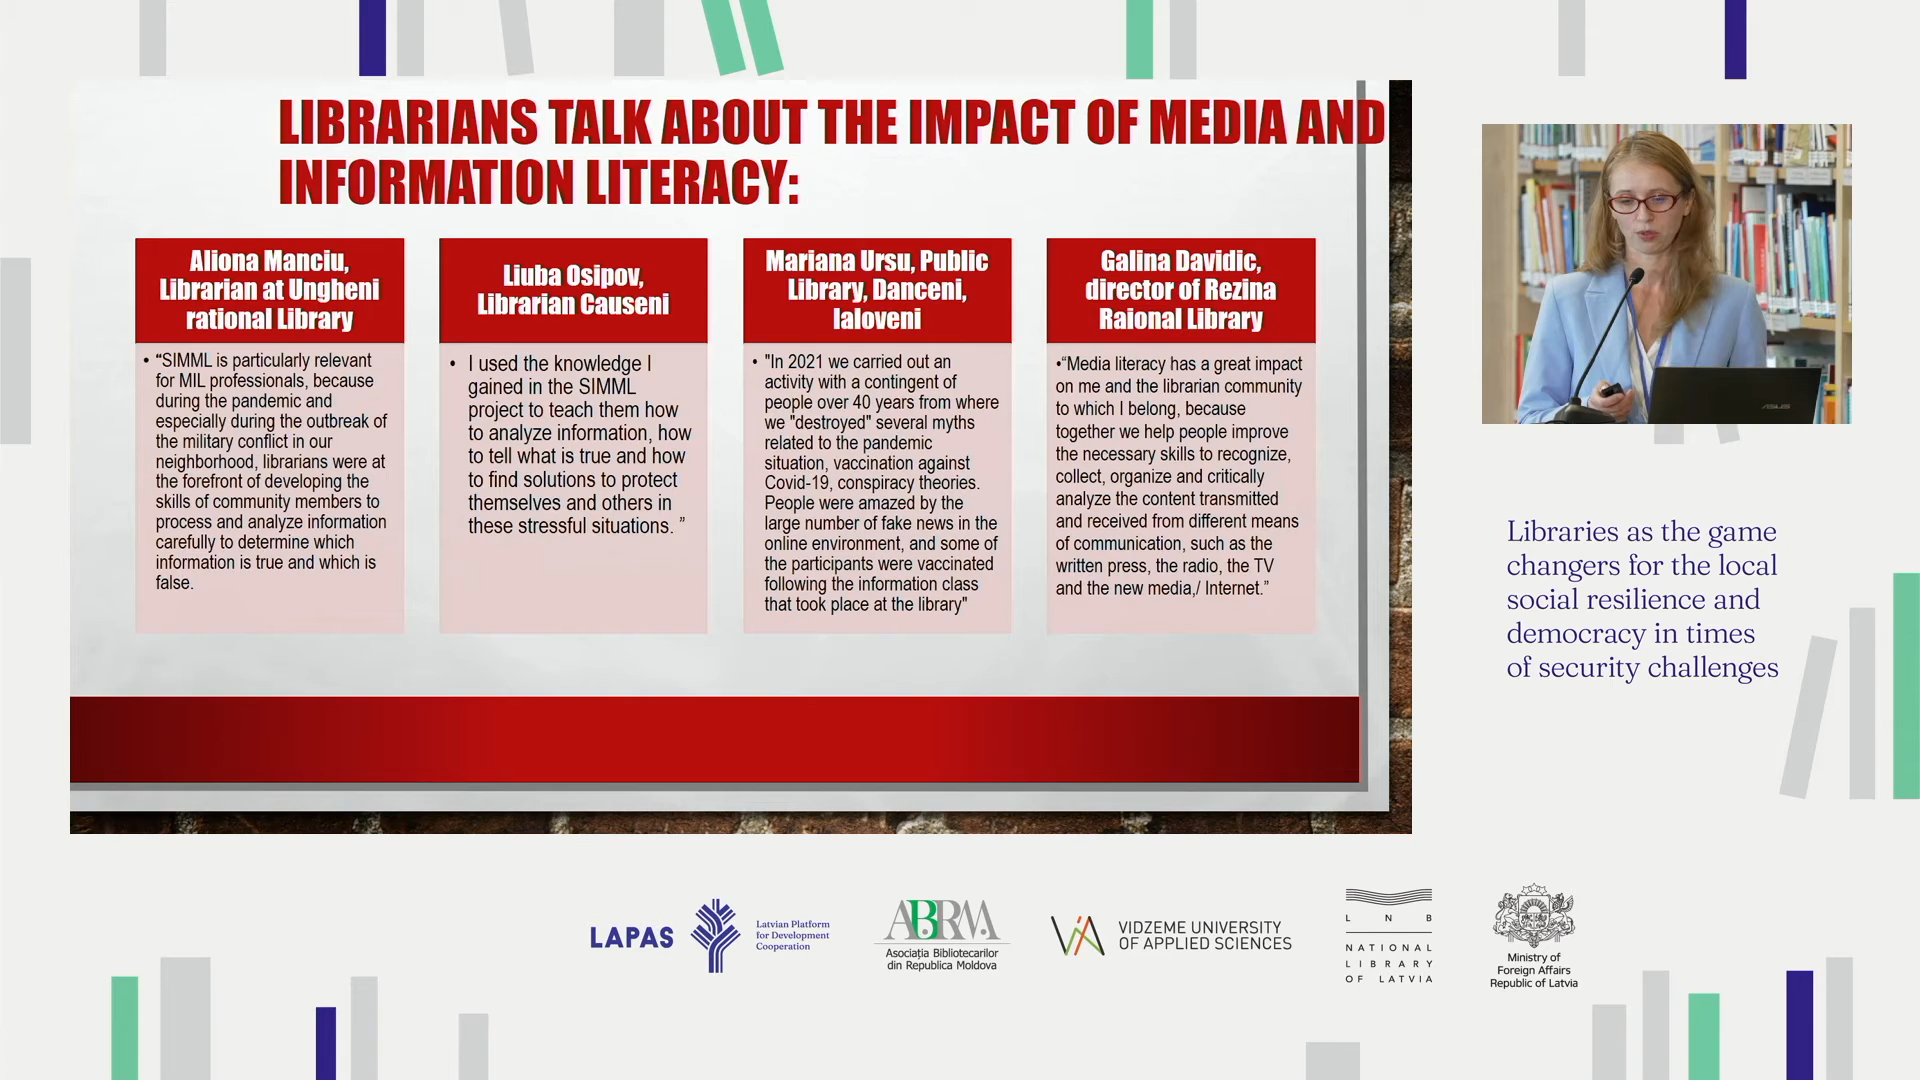 LIBRARIANS TALK ABOUT THE IMPACT OF MEDIA AND
INFORMATION LITERACY:
Aliona Manciu,
Librarian at Ungheni
rational Library
• “SIMML is particularly relevant
for MIL professionals, because
during the pandemic and
especially during the outbreak of
the military conflict in our
neighborhood, librarians were at
the forefront of developing the
skills of community members to
process and analyze information
carefully to determine which
information is true and which is
false.
Liuba Osipov,
Librarian Causeni
• I used the knowledge I
gained in the SIMML
project to teach them how
to analyze information, how
to tell what is true and how
to find solutions to protect
themselves and others in
these stressful situations. ”
Mariana Ursu, Public
Library, Danceni,
Ialoveni
• "In 2021 we carried out an
activity with a contingent of
people over 40 years from where
we "destroyed" several myths
related to the pandemic
situation, vaccination against
Covid-19, conspiracy theories.
People were amazed by the
large number of fake news in the
online environment, and some of
the participants were vaccinated
following the information class
that took place at the library"
Galina Davidic,
director of Rezina
Raional Library
•“Media literacy has a great impact
on me and the librarian community
to which I belong, because
together we help people improve
the necessary skills to recognize,
collect, organize and critically
analyze the content transmitted
and received from different means
of communication, such as the
written press, the radio, the TV
and the new media,/ Internet.”
ASUS
Libraries as the game
changers for the local
social resilience and
democracy in times
of security challenges
LAPAS
Latvian Platform
for Development
Cooperation
ABRM
Asociația Bibliotecarilor
din Republica Moldova
VIDZEME UNIVERSITY
OF APPLIED SCIENCES
L N B
NATIONAL
LIBRARY
OF LATVIA
Ministry of
Foreign Affairs
Republic of Latvia